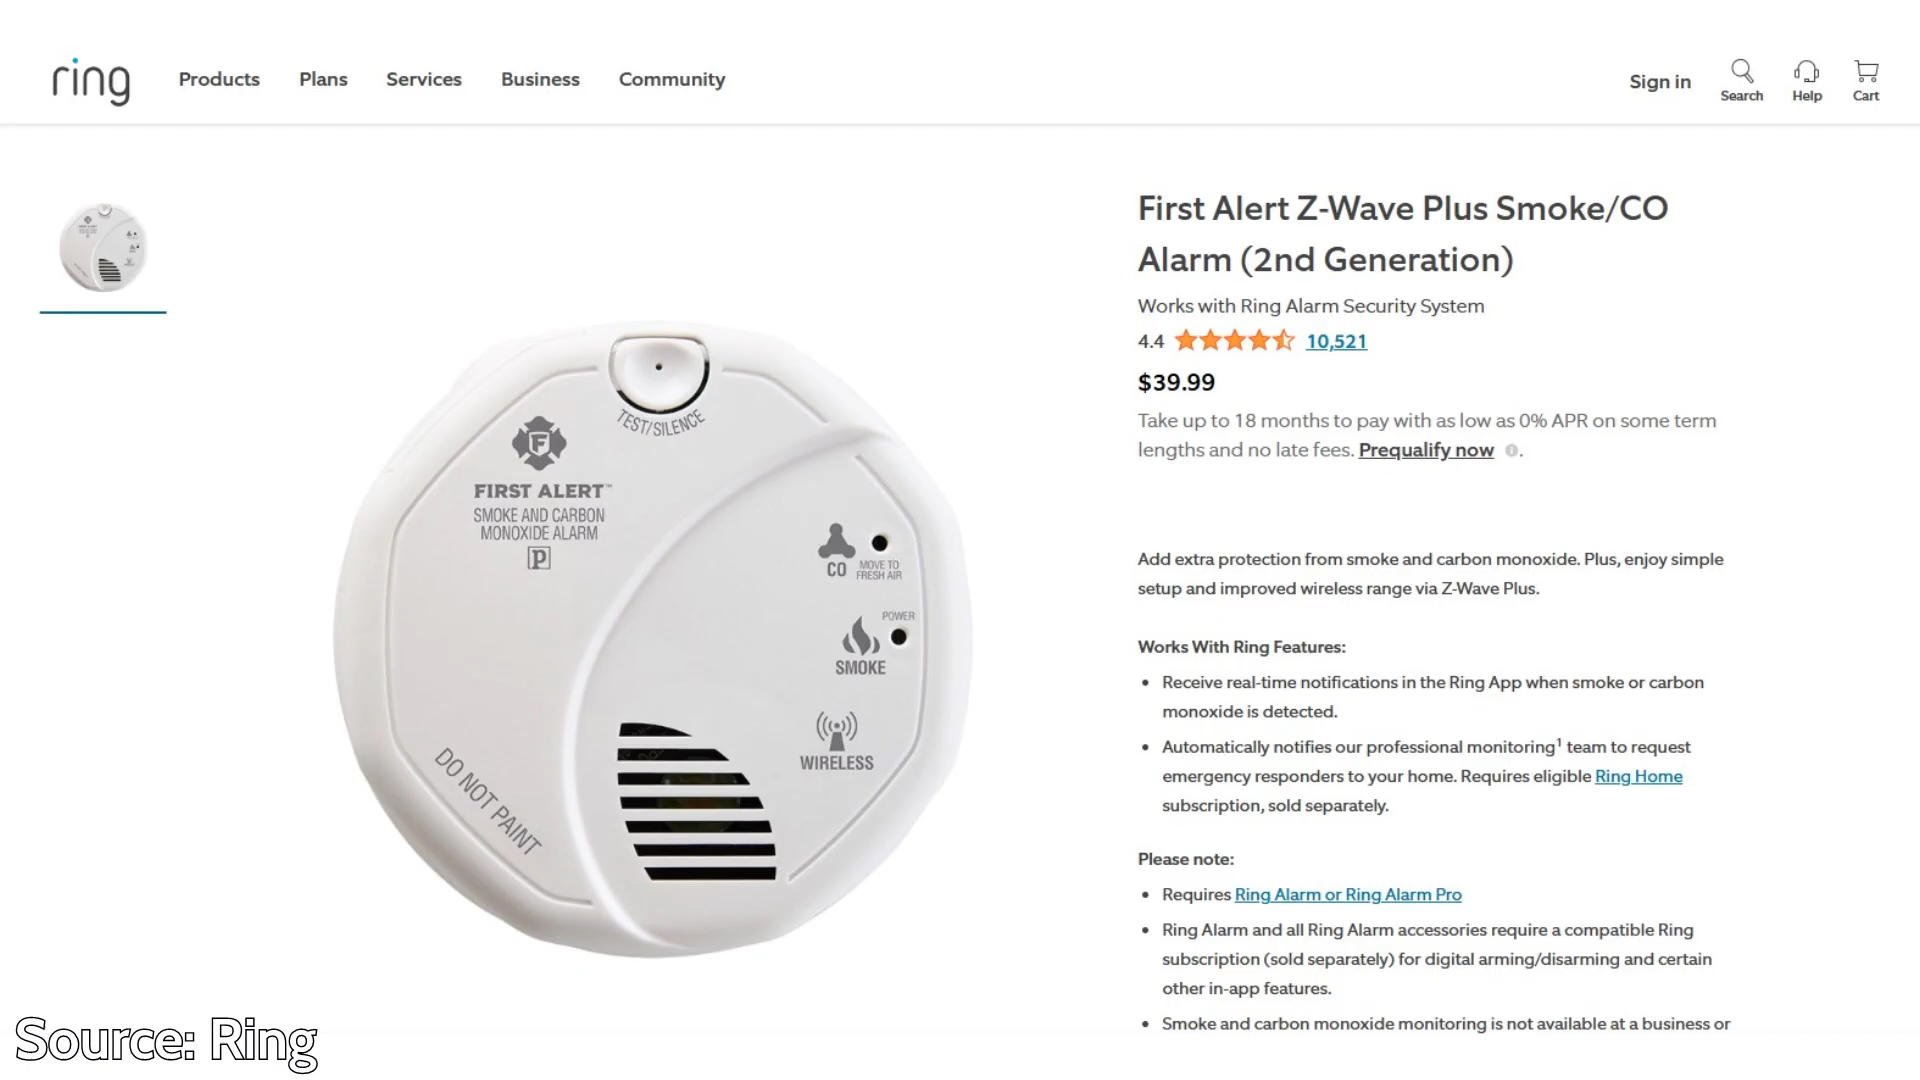 ring
Products
Plans
Services
Business
Community
Sign in
Search
Help
Cart
First Alert Z-Wave Plus Smoke/CO
Alarm (2nd Generation)
Works with Ring Alarm Security System
4.4
10,521
$39.99
Take up to 18 months to pay with as low as 0% APR on some term
lengths and no late fees. Prequalify now
.
TEST/SILENCE
F
FIRST ALERT™
SMOKE AND CARBON
MONOXIDE ALARM
P
CO
MOVE TO
FRESH AIR
POWER
SMOKE
WIRELESS
DO NOT PAINT
Add extra protection from smoke and carbon monoxide. Plus, enjoy simple
setup and improved wireless range via Z-Wave Plus.
Works With Ring Features:
• Receive real-time notifications in the Ring App when smoke or carbon
monoxide is detected.
• Automatically notifies our professional monitoring¹ team to request
emergency responders to your home. Requires eligible Ring Home
subscription, sold separately.
Please note:
• Requires Ring Alarm or Ring Alarm Pro
• Ring Alarm and all Ring Alarm accessories require a compatible Ring
subscription (sold separately) for digital arming/disarming and certain
other in-app features.
• Smoke and carbon monoxide monitoring is not available at a business or
Source: Ring